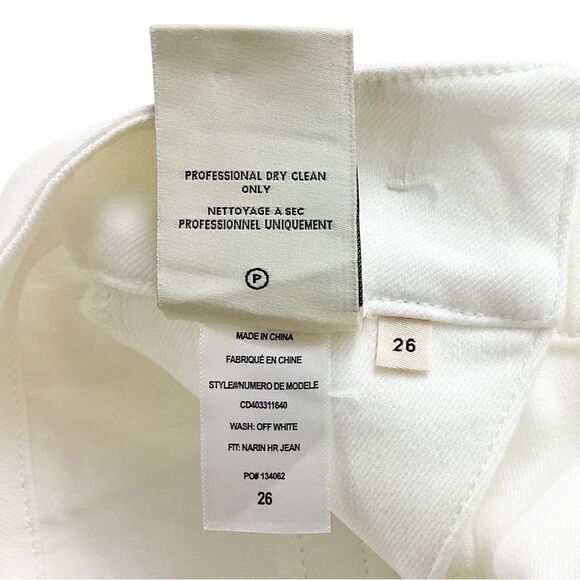 PROFESSIONAL DRY CLEAN
ONLY
NETTOYAGE A SEC
PROFESSIONNEL UNIQUEMENT
P
MADE IN CHINA
FABRIQUÉ EN CHINE
STYLE#/NUMERO DE MODELE
CD403311640
WASH: OFF WHITE
FIT: NARIN HR JEAN
PO# 134062
26
26